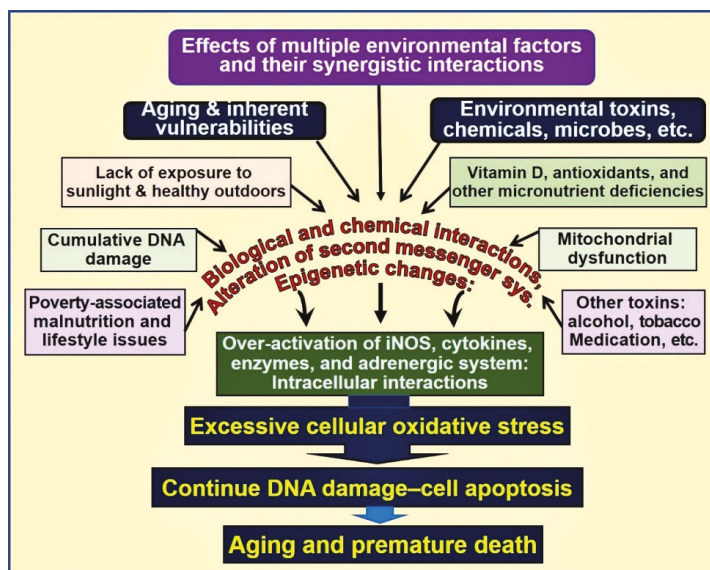 Effects of multiple environmental factors
and their synergistic interactions
Aging & inherent
vulnerabilities
Environmental toxins,
chemicals, microbes, etc.
Lack of exposure to
sunlight & healthy outdoors
Vitamin D, antioxidants, and
other micronutrient deficiencies
Cumulative DNA
damage
Biological and chemical interactions,
Alteration of second messenger sys.
Epigenetic changes:
Mitochondrial
dysfunction
Poverty-associated
malnutrition and
lifestyle issues
Other toxins:
alcohol, tobacco
Medication, etc.
Over-activation of iNOS, cytokines,
enzymes, and adrenergic system:
Intracellular interactions
Excessive cellular oxidative stress
Continue DNA damage–cell apoptosis
Aging and premature death